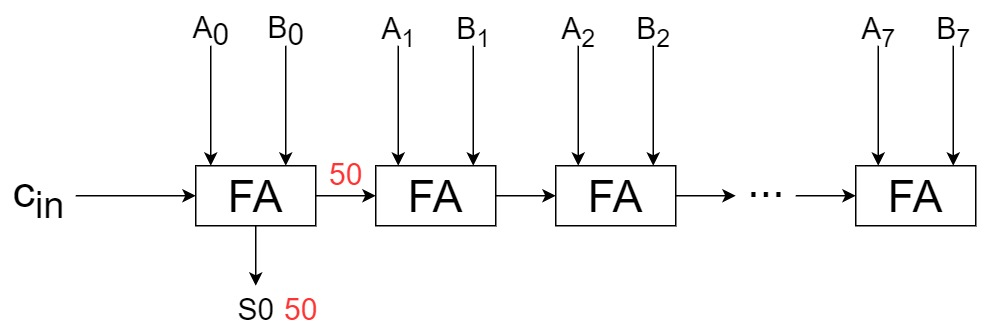 A0 B0 A1 B1 A2 B2 A7 B7
50
cin FA FA FA ... FA
S0 50